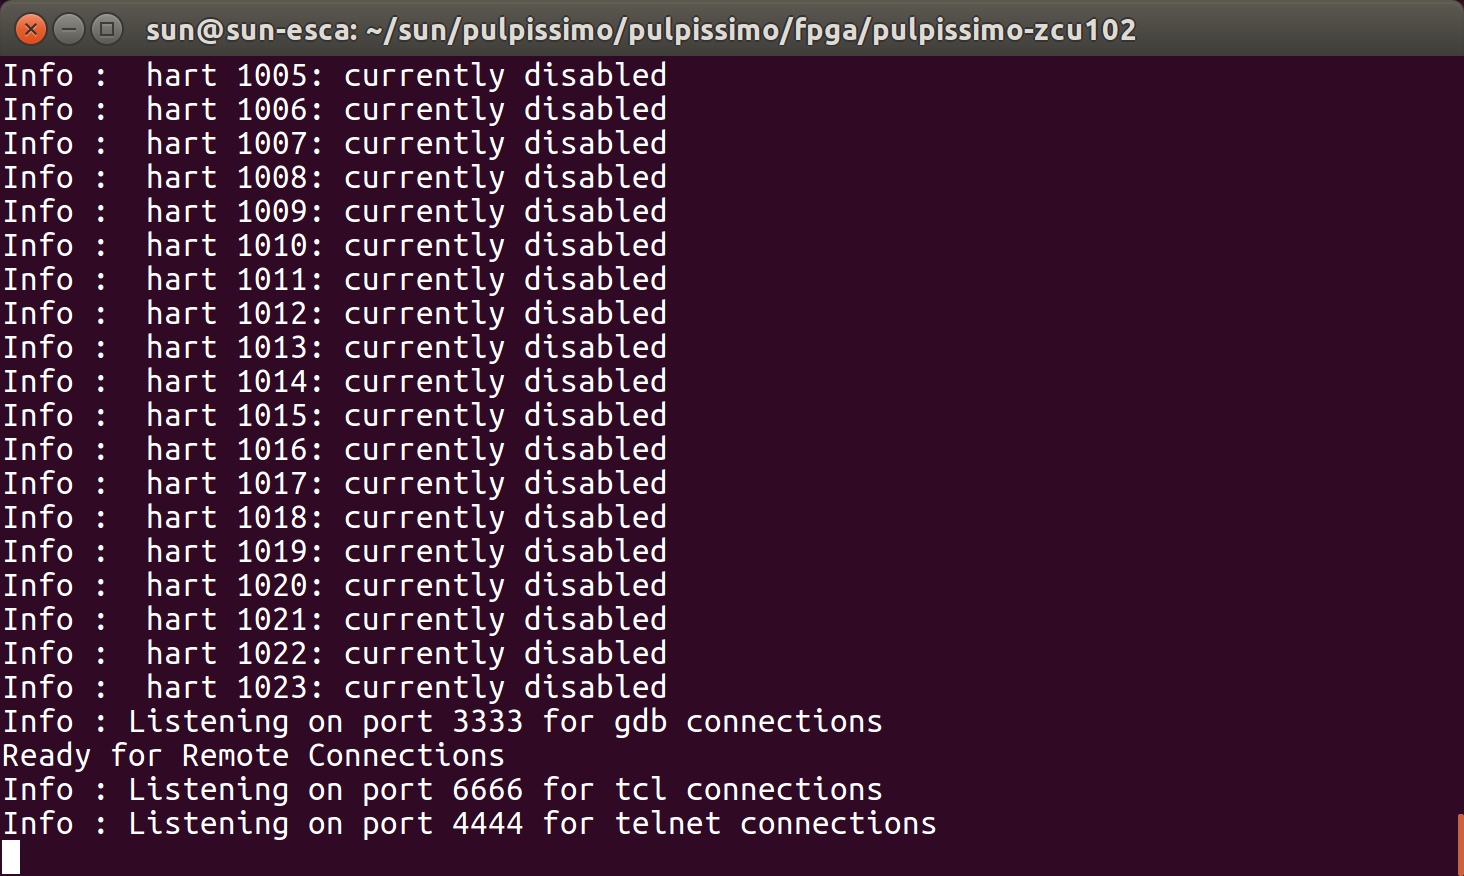 sun@sun-esca: ~/sun/pulpissimo/pulpissimo/fpga/pulpissimo-zcu102
Info :  hart 1005: currently disabled
Info :  hart 1006: currently disabled
Info :  hart 1007: currently disabled
Info :  hart 1008: currently disabled
Info :  hart 1009: currently disabled
Info :  hart 1010: currently disabled
Info :  hart 1011: currently disabled
Info :  hart 1012: currently disabled
Info :  hart 1013: currently disabled
Info :  hart 1014: currently disabled
Info :  hart 1015: currently disabled
Info :  hart 1016: currently disabled
Info :  hart 1017: currently disabled
Info :  hart 1018: currently disabled
Info :  hart 1019: currently disabled
Info :  hart 1020: currently disabled
Info :  hart 1021: currently disabled
Info :  hart 1022: currently disabled
Info :  hart 1023: currently disabled
Info : Listening on port 3333 for gdb connections
Ready for Remote Connections
Info : Listening on port 6666 for tcl connections
Info : Listening on port 4444 for telnet connections